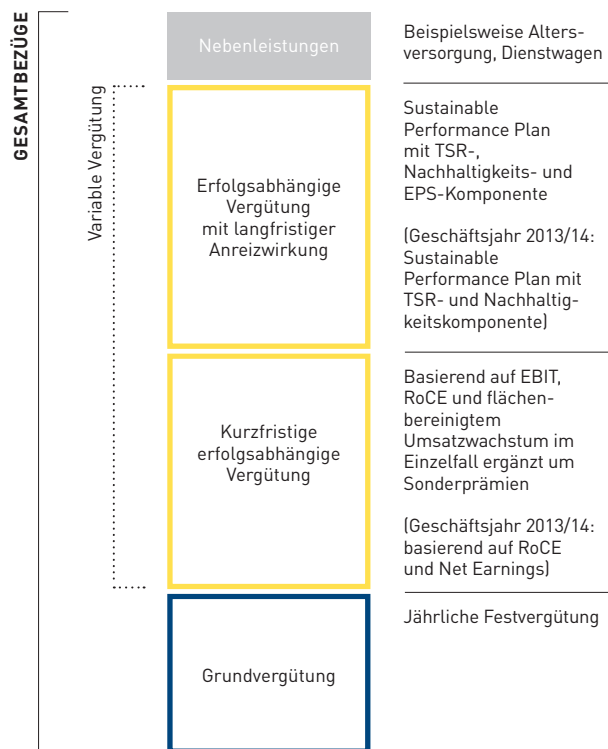 GESAMTBEZÜGE
Variable Vergütung
Nebenleistungen
Beispielsweise Alters-
versorgung, Dienstwagen
Erfolgsabhängige
Vergütung
mit langfristiger
Anreizwirkung
Sustainable
Performance Plan
mit TSR-,
Nachhaltigkeits- und
EPS-Komponente
(Geschäftsjahr 2013/14:
Sustainable
Performance Plan mit
TSR- und Nachhaltig-
keitskomponente)
Kurzfristige
erfolgsabhängige
Vergütung
Basierend auf EBIT,
RoCE und flächen-
bereinigtem
Umsatzwachstum im
Einzelfall ergänzt um
Sonderprämien
(Geschäftsjahr 2013/14:
basierend auf RoCE
und Net Earnings)
Grundvergütung
Jährliche Festvergütung